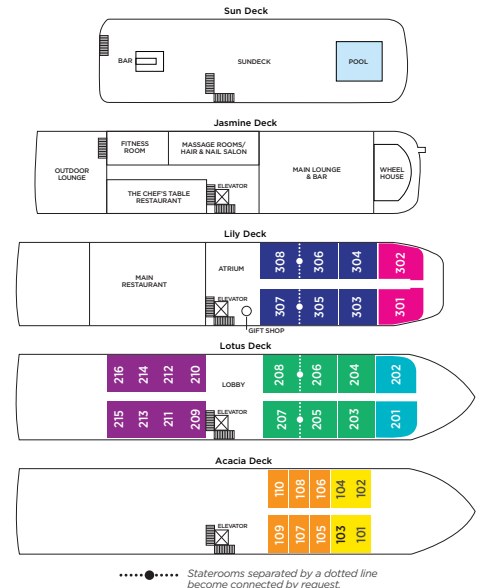 Sun Deck
BAR
SUNDECK
POOL
Jasmine Deck
FITNESS
ROOM
MASSAGE ROOMS/
HAIR & NAIL SALON
OUTDOOR
LOUNGE
MAIN LOUNGE
& BAR
WHEEL
HOUSE
THE CHEF'S TABLE
RESTAURANT
ELEVATOR
Lily Deck
308 306 304 302
MAIN
RESTAURANT
ATRIUM
ELEVATOR
307 305 303 301
GIFT SHOP
Lotus Deck
216 214 212 210
208 206 204 202
LOBBY
ELEVATOR
215 213 211 209
207 205 203 201
Acacia Deck
110 108 106 104 102
ELEVATOR
109 107 105 103 101
Staterooms separated by a dotted line
become connected by request.